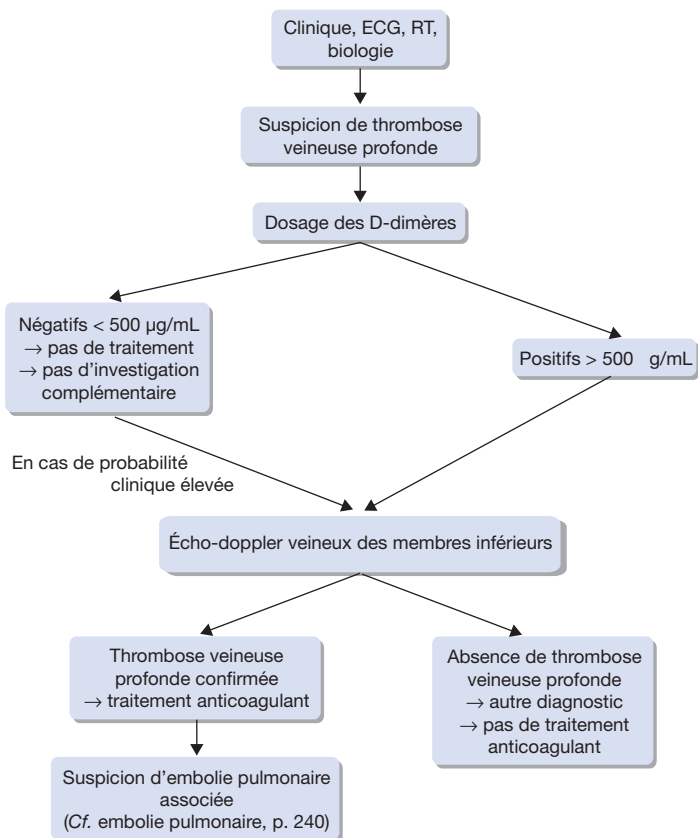 Clinique, ECG, RT,
biologie
Suspicion de thrombose
veineuse profonde
Dosage des D-dimères
Négatifs < 500 µg/mL
→ pas de traitement
→ pas d'investigation
complémentaire
Positifs > 500 g/mL
En cas de probabilité
clinique élevée
Écho-doppler veineux des membres inférieurs
Thrombose veineuse
profonde confirmée
→ traitement anticoagulant
Absence de thrombose
veineuse profonde
→ autre diagnostic
→ pas de traitement
anticoagulant
Suspicion d'embolie pulmonaire
associée
(Cf. embolie pulmonaire, p. 240)